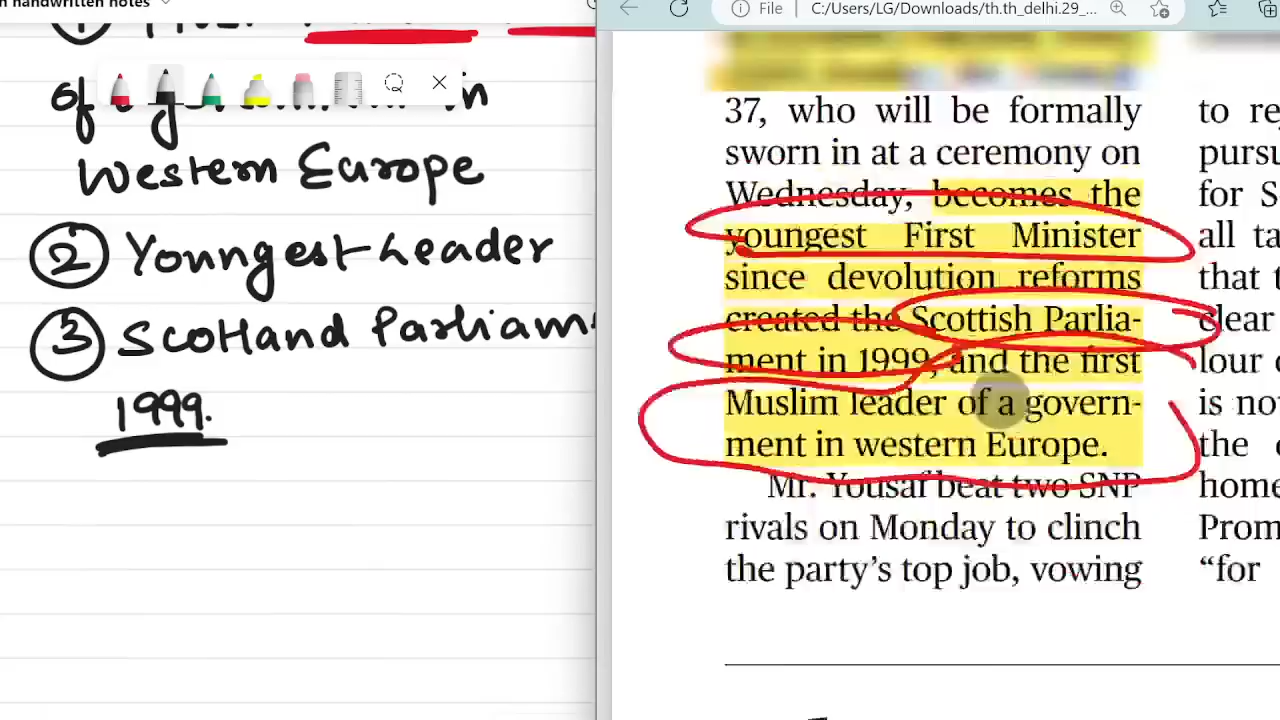 n handwritten notes
File
C:/Users/LG/Downloads/th.th_delhi.29_...
①
of in
Western Europe
② Youngest Leader
③ Scotland Parliam
1999.
37, who will be formally
sworn in at a ceremony on
Wednesday, becomes the
youngest First Minister
since devolution reforms
created the Scottish Parlia-
ment in 1999, and the first
Muslim leader of a govern-
ment in western Europe.
Mr. Yousaf beat two SNP
rivals on Monday to clinch
the party's top job, vowing
to re
pursu
for S
all ta
that t
clear
lour c
is no
the
home
Prom
“for